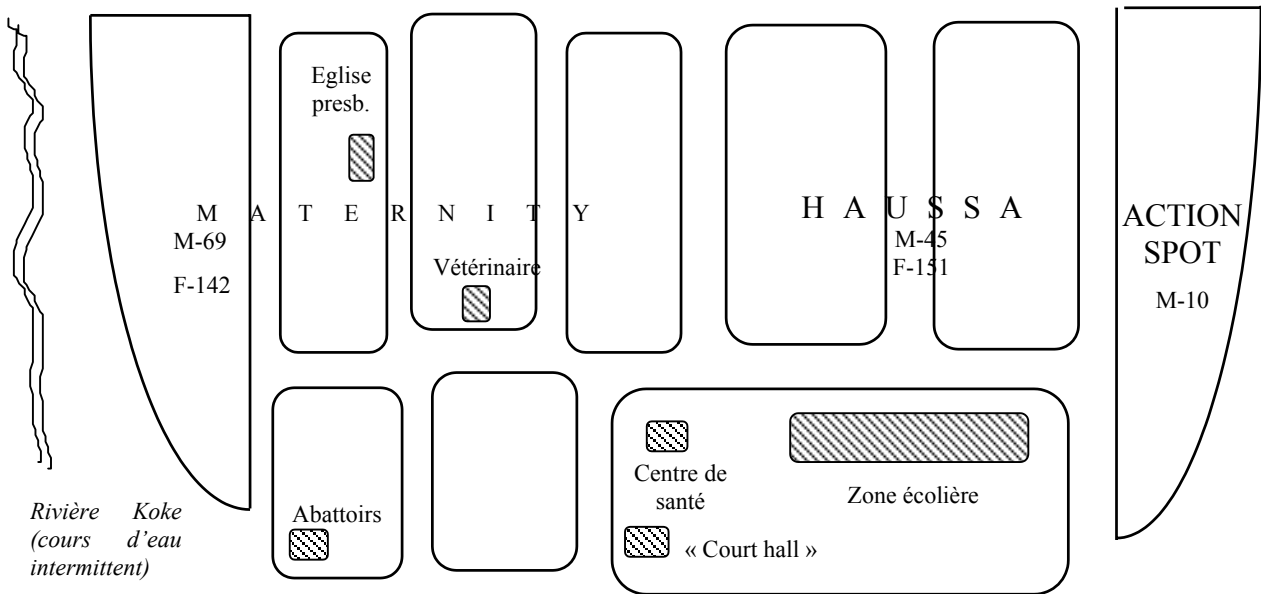 Eglise
presb.
M A T E R N I T Y
M-69
F-142
Vétérinaire
H A U S S A
M-45
F-151
ACTION
SPOT
M-10
Centre de
santé
Zone écolière
Abattoirs
« Court hall »
Rivière Koke
(cours d'eau
intermittent)